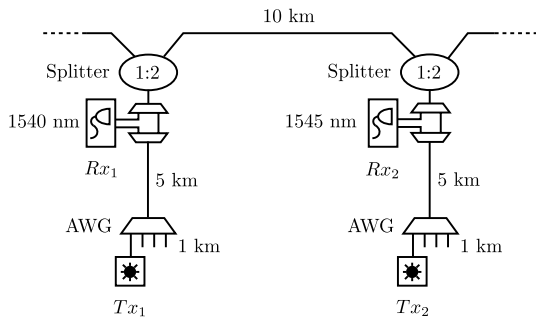 10 km
Splitter 1:2 Splitter 1:2
1540 nm 1545 nm
Rx1 Rx2
5 km 5 km
AWG AWG
1 km 1 km
Tx1 Tx2